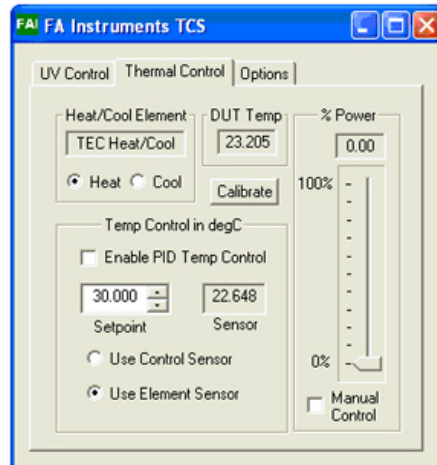 FAI FA Instruments TCS
UV Control Thermal Control Options
Heat/Cool Element
TEC Heat/Cool
Heat Cool
DUT Temp
23.205
Calibrate
% Power
0.00
100%
0%
Manual
Control
Temp Control in degC
Enable PID Temp Control
30.000 22.648
Setpoint Sensor
Use Control Sensor
Use Element Sensor